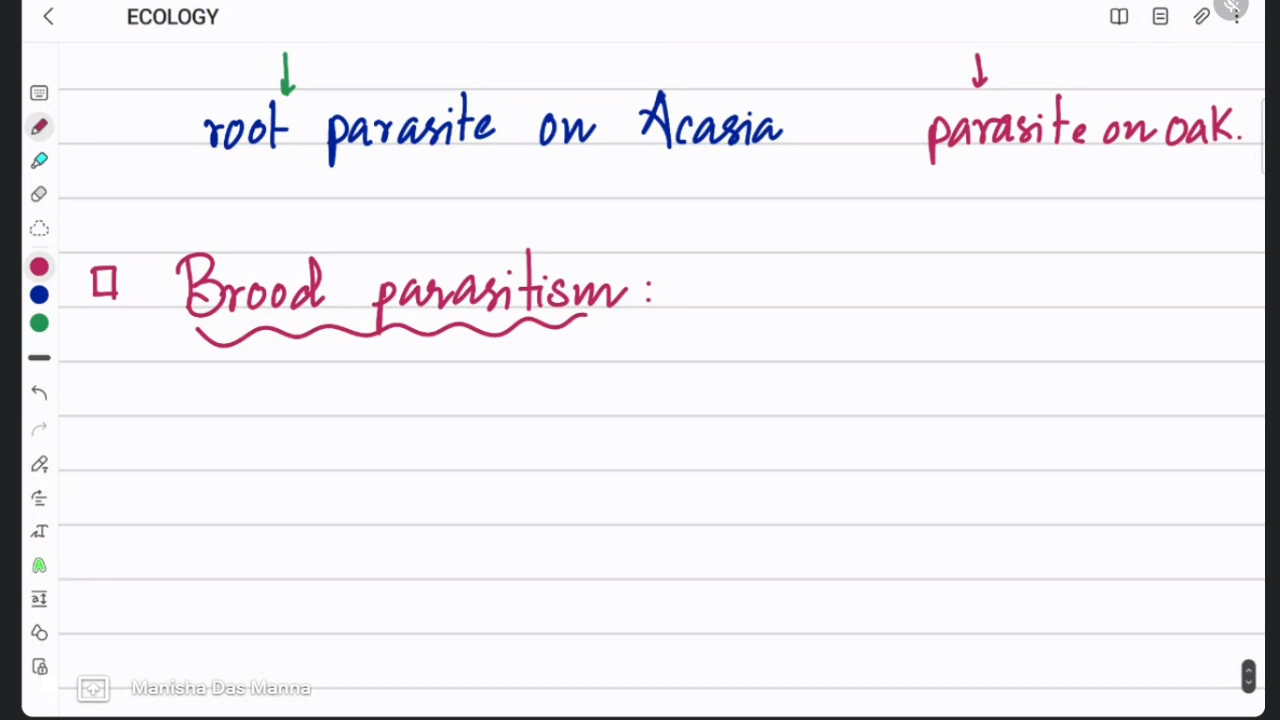 ECOLOGY
root parasite on Acasia
parasite on oak.
Brood parasitism:
Manisha Das Manna